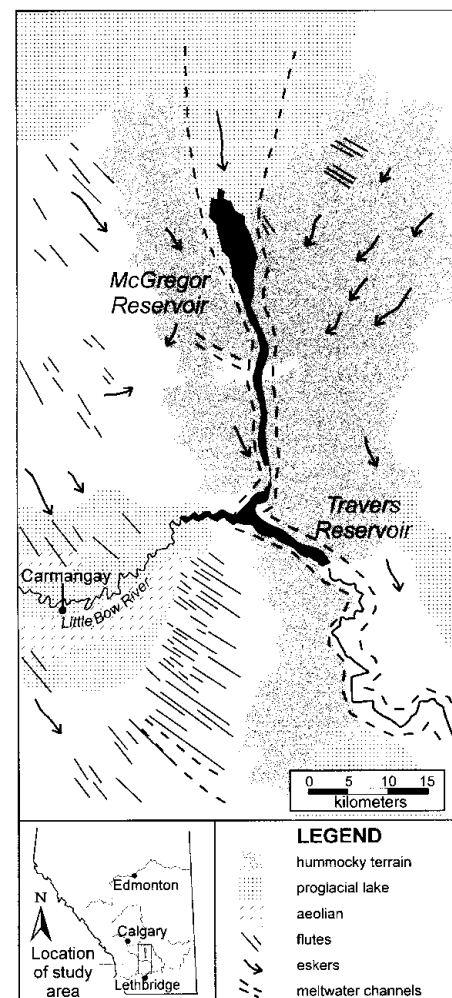 McGregor
Reservoir
Travers
Reservoir
Carmangay
Little Bow River
0 5 10 15
kilometers
N
Location
of study
area
Edmonton
Calgary
Lethbridge
LEGEND
hummocky terrain
proglacial lake
aeolian
flutes
eskers
meltwater channels